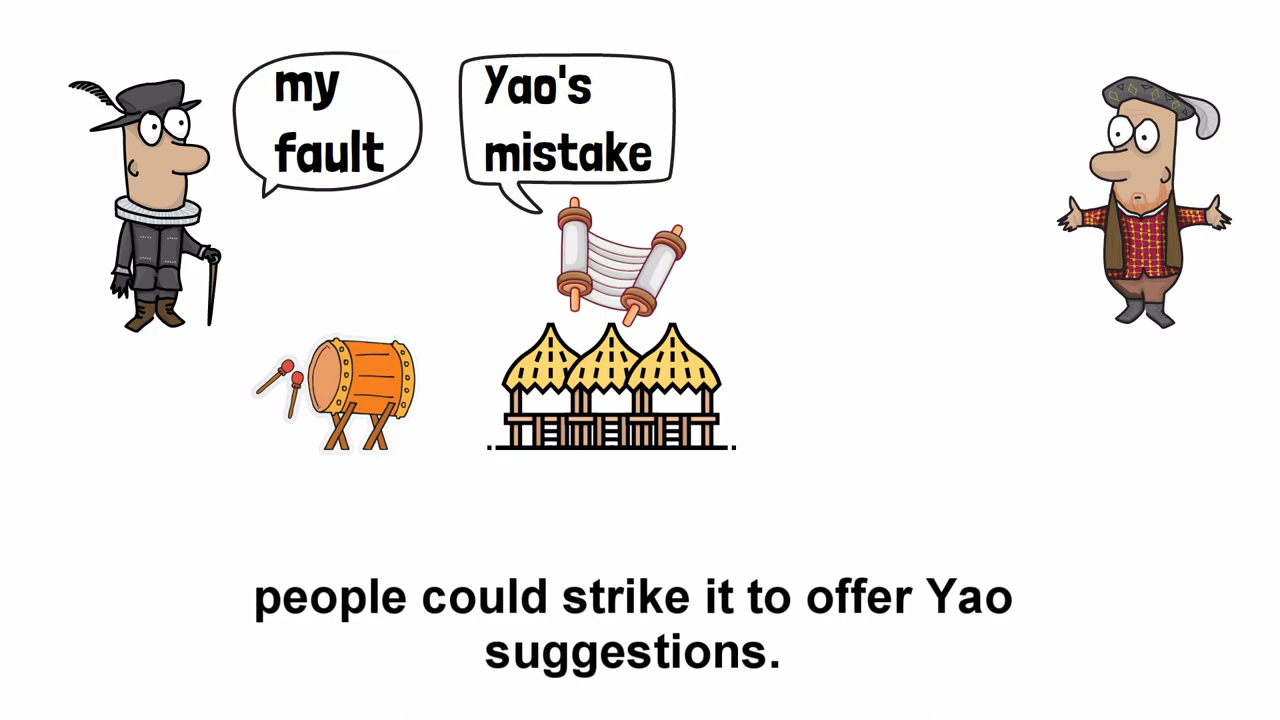 my
fault
Yao's
mistake
people could strike it to offer Yao
suggestions.